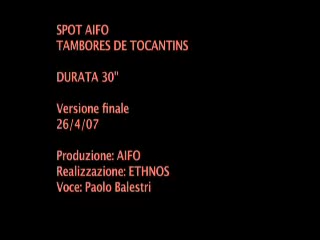 SPOT AIFO
TAMBORES DE TOCANTINS
DURATA 30"
Versione finale
26/4/07
Produzione: AIFO
Realizzazione: ETHNOS
Voce: Paolo Balestri